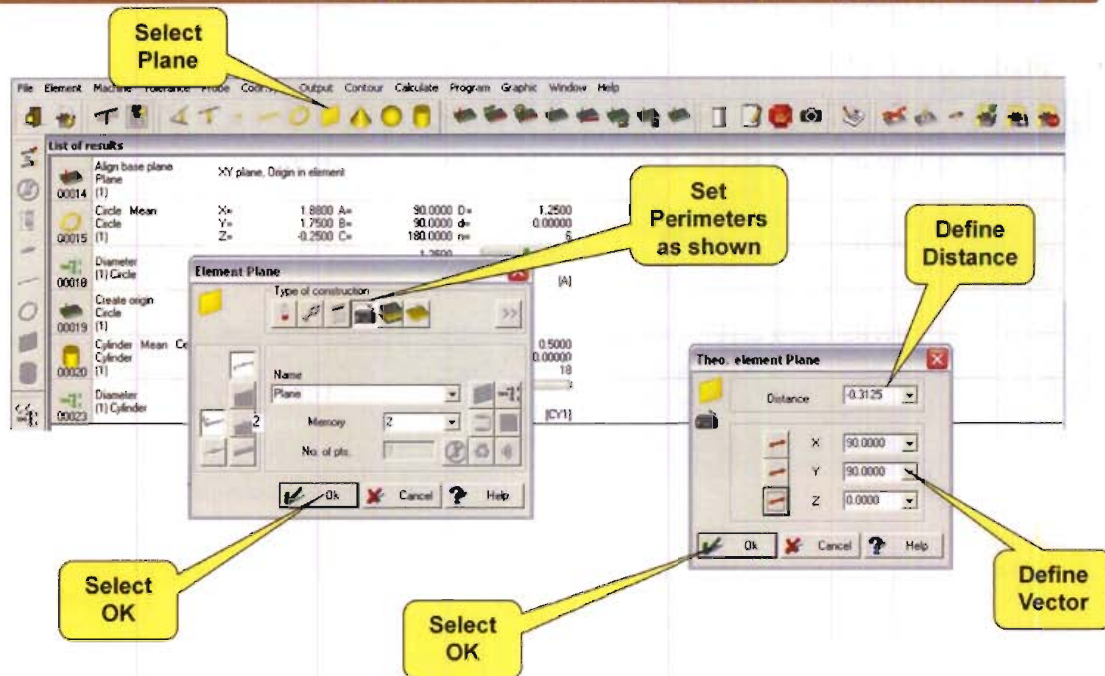 Select
Plane
File Element Machine Tolerance Probe Output Contour Calculate Program Graphic Window Help
List of results
Align base plane
Plane
00014 (1)
XY plane, Origin in element
Circle Mean X= 1.8800 A= 90.0000 D= 1.2500
Circle Y= 1.7500 B= 90.0000 d= 0.00000
00015 (1) Z= -0.2500 C= 180.0000 n= 6
Diameter
00018 (1) Circle [A]
Create origin
Circle
00019 (1)
Cylinder Mean Ce 0.5000
Cylinder 0.00000
00020 (1) 18
Diameter
00023 (1) Cylinder [CY1]
Set
Perimeters
as shown
Define
Distance
Element Plane
Type of construction
>>
Name
Plane
2
Memory 2
No. of pts.
Ok Cancel Help
Theo. element Plane
Distance -0.3125
X 90.0000
Y 90.0000
Z 0.0000
Ok Cancel Help
Select
OK
Select
OK
Define
Vector